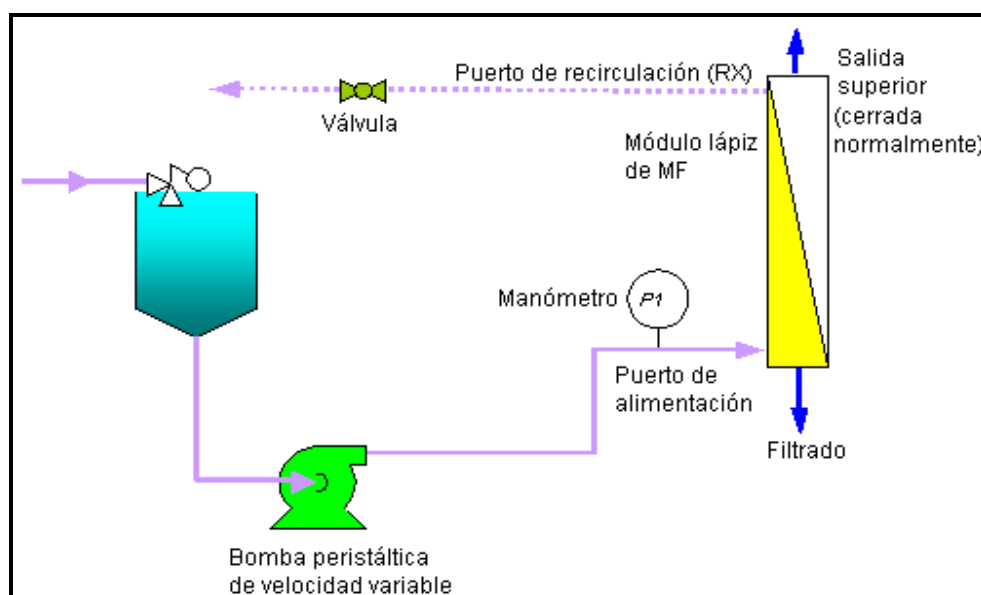 Puerto de recirculación (RX)
Salida
superior
(cerrada
normalmente)
Válvula
Módulo lápiz
de MF
Manómetro
P1
Puerto de
alimentación
Filtrado
Bomba peristáltica
de velocidad variable